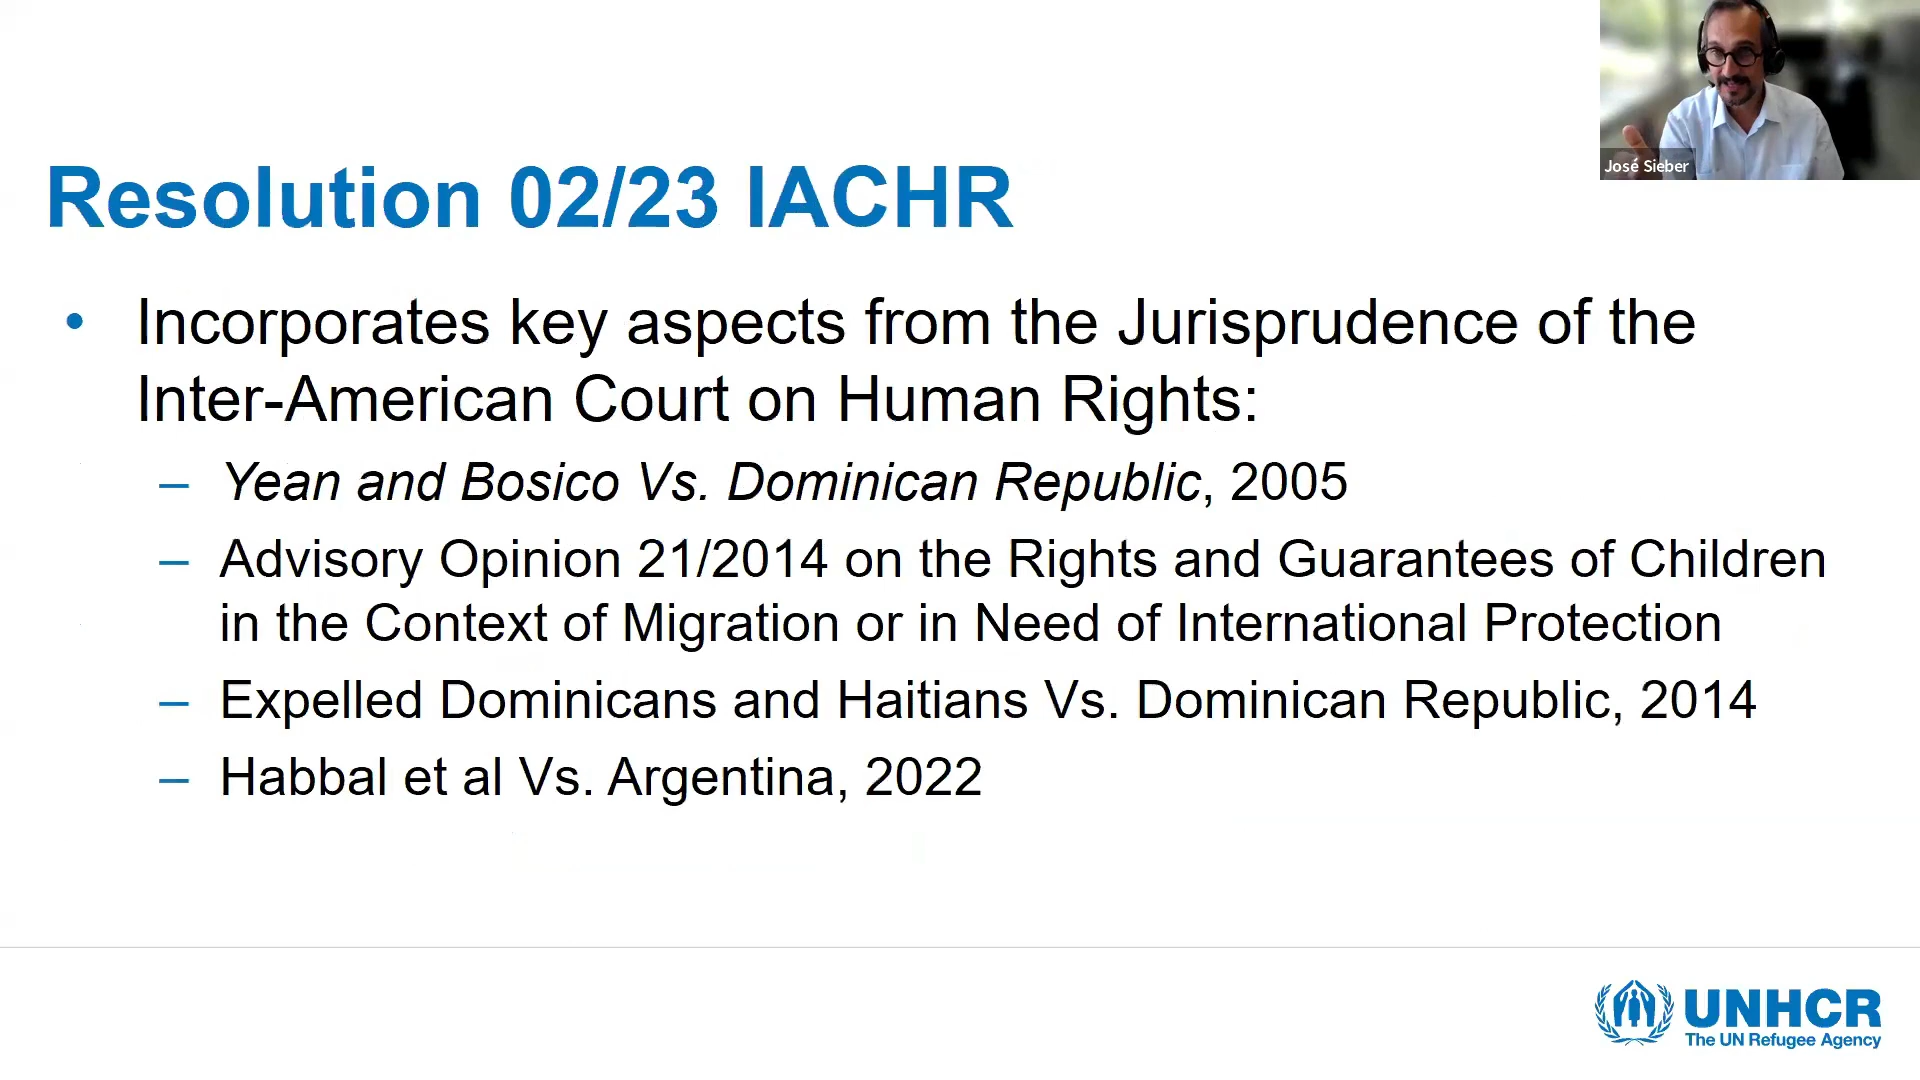 José Sieber
Resolution 02/23 IACHR
• Incorporates key aspects from the Jurisprudence of the
Inter-American Court on Human Rights:
– Yean and Bosico Vs. Dominican Republic, 2005
– Advisory Opinion 21/2014 on the Rights and Guarantees of Children
in the Context of Migration or in Need of International Protection
– Expelled Dominicans and Haitians Vs. Dominican Republic, 2014
– Habbal et al Vs. Argentina, 2022
UNHCR
The UN Refugee Agency